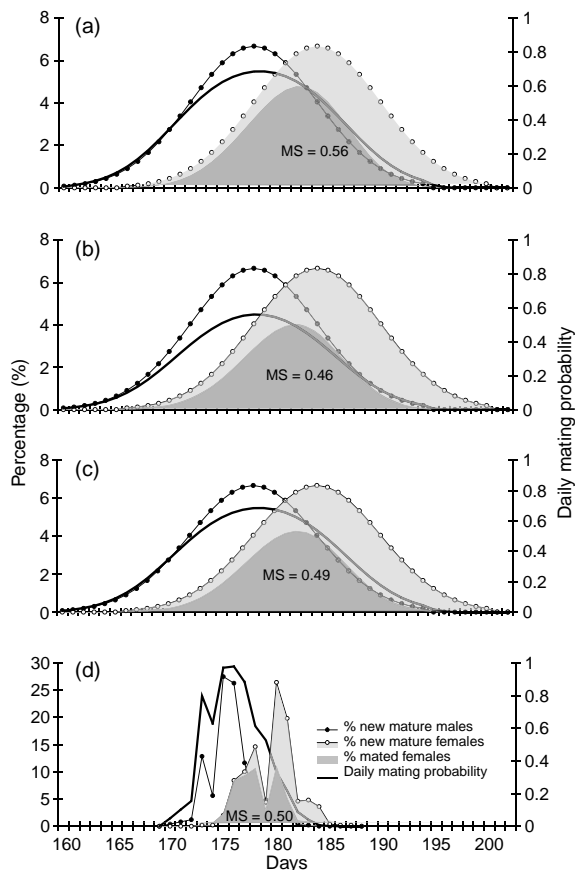 (a)
8
6
4
2
0
1
0.8
0.6
0.4
0.2
0
MS = 0.56
(b)
8
6
4
2
0
1
0.8
0.6
0.4
0.2
0
MS = 0.46
Percentage (%)
Daily mating probability
(c)
8
6
4
2
0
1
0.8
0.6
0.4
0.2
0
MS = 0.49
(d)
30
25
20
15
10
5
0
1
0.8
0.6
0.4
0.2
0
% new mature males
% new mature females
% mated females
Daily mating probability
MS = 0.50
160 165 170 175 180 185 190 195 200
Days